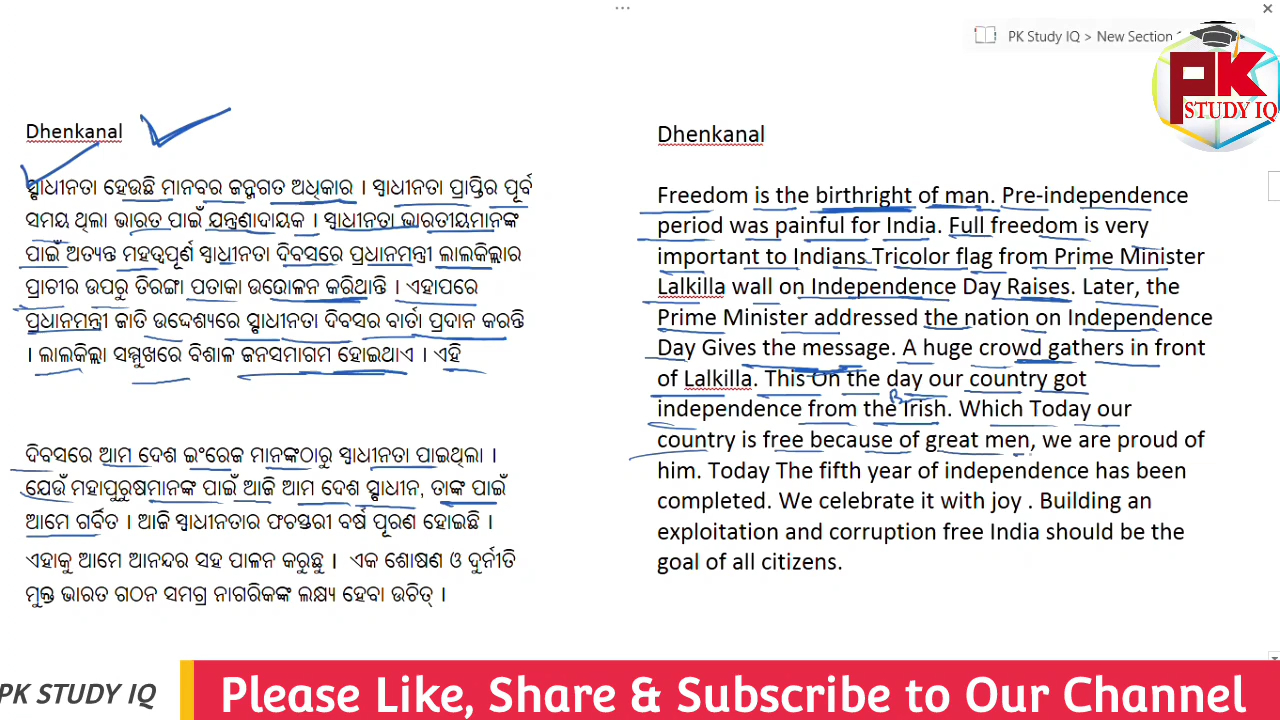 PK Study IQ > New Section
PK
STUDY IQ
Dhenkanal
ସ୍ବାଧୀନତା ହେଉଛି ମାନବର ଜନ୍ମଗତ ଅଧିକାର । ସ୍ବାଧୀନତା ପ୍ରାପ୍ତିର ପୂର୍ବ
ସମୟ ଥିଲା ଭାରତ ପାଇଁ ଯନ୍ତ୍ରଣାଦାୟକ । ସ୍ବାଧୀନତା ଭାରତୀୟମାନଙ୍କ
ପାଇଁ ଅତ୍ୟନ୍ତ ମହତ୍ୱପୂର୍ଣ ସ୍ବାଧୀନତା ଦିବସରେ ପ୍ରଧାନମନ୍ତ୍ରୀ ଲାଲକିଲ୍ଲାର
ପ୍ରାଚୀର ଉପରୁ ତିରଙ୍ଗା ପତାକା ଉତ୍ତୋଳନ କରିଥାନ୍ତି । ଏହାପରେ
ପ୍ରଧାନମନ୍ତ୍ରୀ ଜାତି ଉଦ୍ଦେଶ୍ୟରେ ସ୍ବାଧୀନତା ଦିବସର ବାର୍ତା ପ୍ରଦାନ କରନ୍ତି
। ଲାଲକିଲ୍ଲା ସମ୍ମୁଖରେ ବିଶାଳ ଜନସମାଗମ ହୋଇଥାଏ । ଏହି
ଦିବସରେ ଆମ ଦେଶ ଇଂରେଜ ମାନଙ୍କଠାରୁ ସ୍ୱାଧୀନତା ପାଇଥିଲା ।
ଯେଉଁ ମହାପୁରୁଷମାନଙ୍କ ପାଇଁ ଆଜି ଆମ ଦେଶ ସ୍ବାଧୀନ, ତାଙ୍କ ପାଇଁ
ଆମେ ଗର୍ବିତ । ଆଜି ସ୍ୱାଧୀନତାର ଫଚସ୍ତରୀ ବର୍ଷ ପୂରଣ ହୋଇଛି ।
ଏହାକୁ ଆମେ ଆନନ୍ଦର ସହ ପାଳନ କରୁଛୁ । ଏକ ଶୋଷଣ ଓ ଦୁର୍ନୀତି
ମୁକ୍ତ ଭାରତ ଗଠନ ସମଗ୍ର ନାଗରିକଙ୍କ ଲକ୍ଷ୍ୟ ହେବା ଉଚିତ୍ ।
Dhenkanal
Freedom is the birthright of man. Pre-independence
period was painful for India. Full freedom is very
important to Indians Tricolor flag from Prime Minister
Lalkilla wall on Independence Day Raises. Later, the
Prime Minister addressed the nation on Independence
Day Gives the message. A huge crowd gathers in front
of Lalkilla. This On the day our country got
independence from the Irish. Which Today our
country is free because of great men, we are proud of
him. Today The fifth year of independence has been
completed. We celebrate it with joy . Building an
exploitation and corruption free India should be the
goal of all citizens.
PK STUDY IQ
Please Like, Share & Subscribe to Our Channel